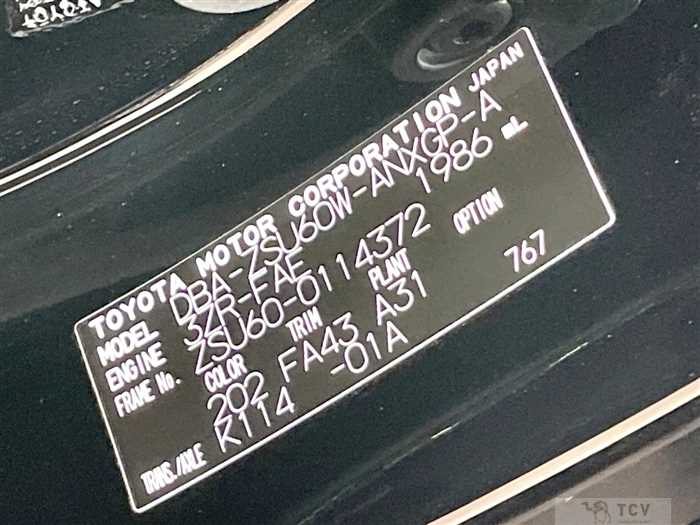 TOYOTA MOTOR CORPORATION JAPAN
MODEL DBA-ZSU60W-ANXGP-A
ENGINE 3ZR-FAE 1986 mL
FRAME No. ZSU60-0114372
COLOR TRIM PLANT OPTION
202 FA43 A31 767
TRANS./AXLE K114 -01A
TCV